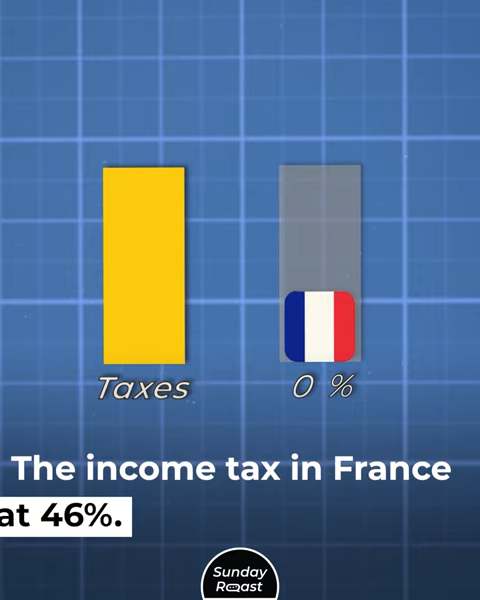 Taxes
0 %
The income tax in France
at 46%.
Sunday
Roast